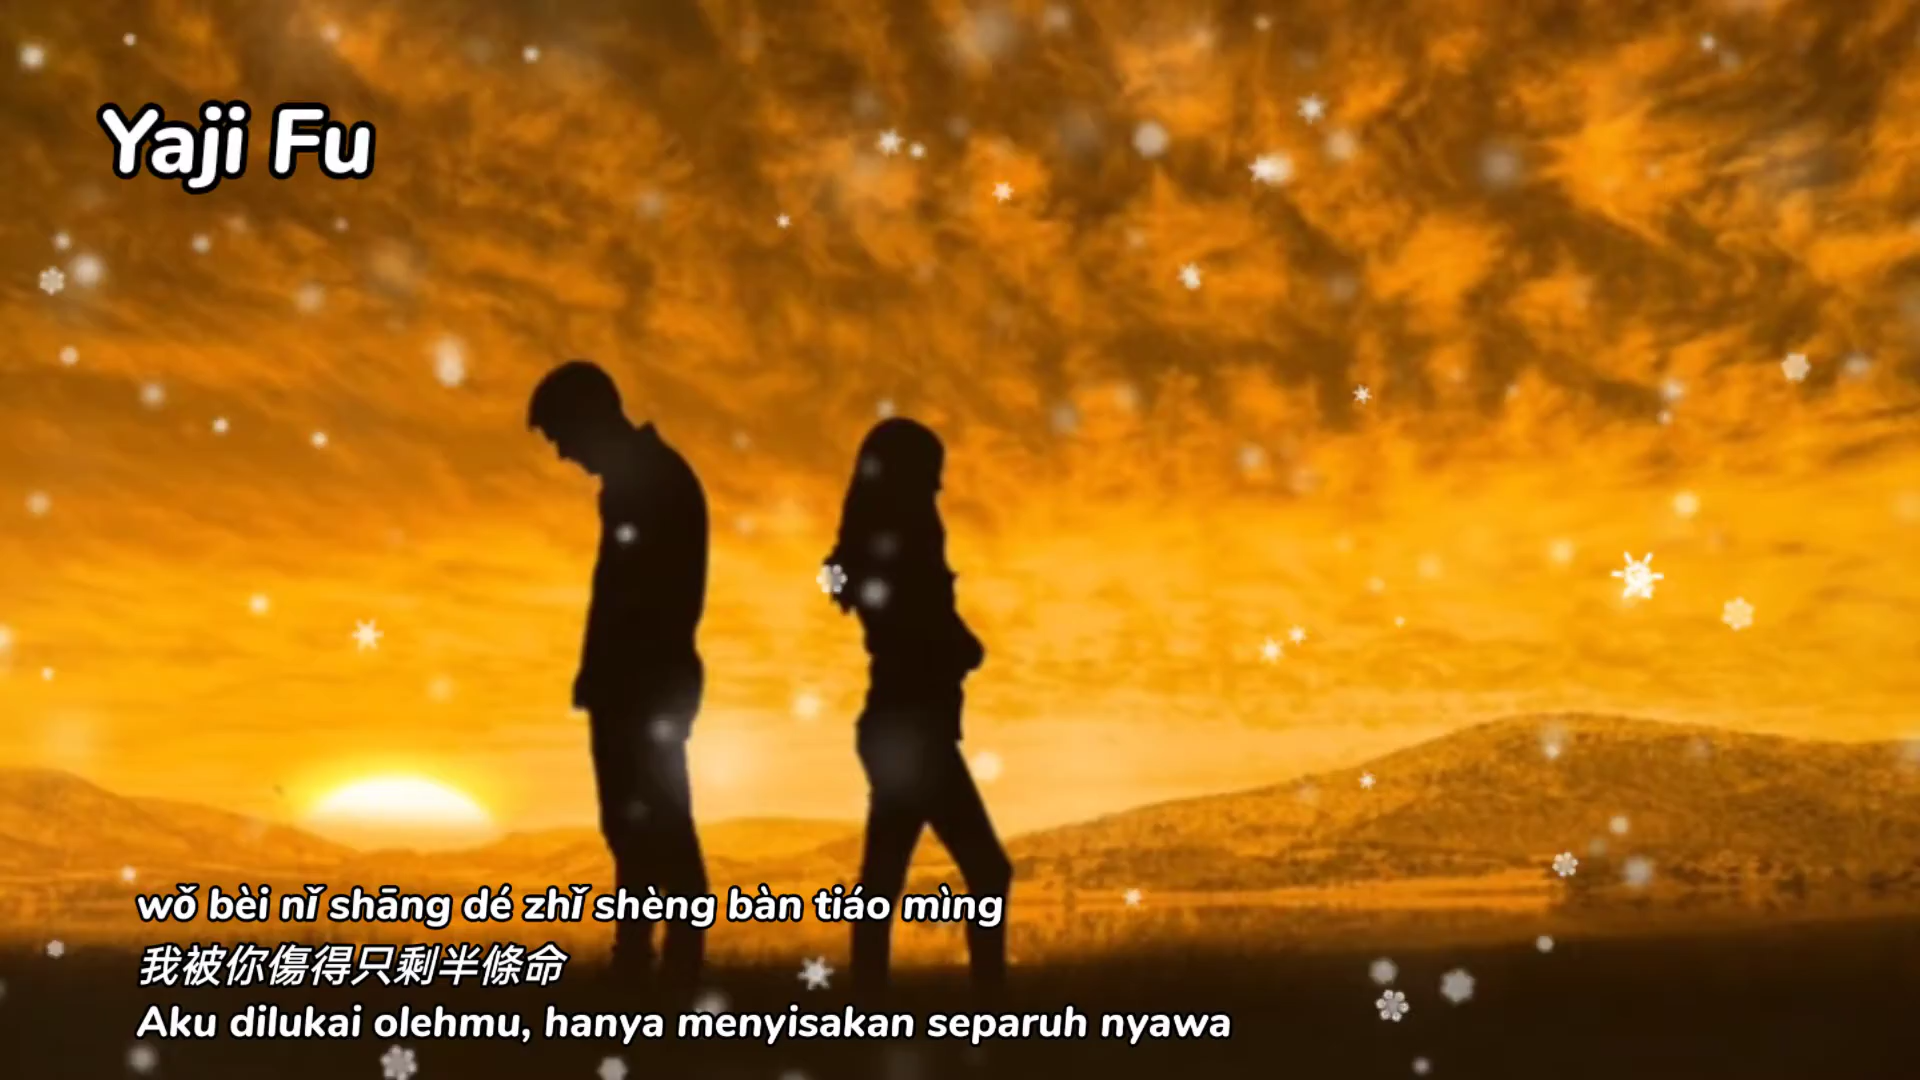 Yaji Fu
wǒ bèi nǐ shāng dé zhǐ shèng bàn tiáo mìng
我被你傷得只剩半條命
Aku dilukai olehmu, hanya menyisakan separuh nyawa